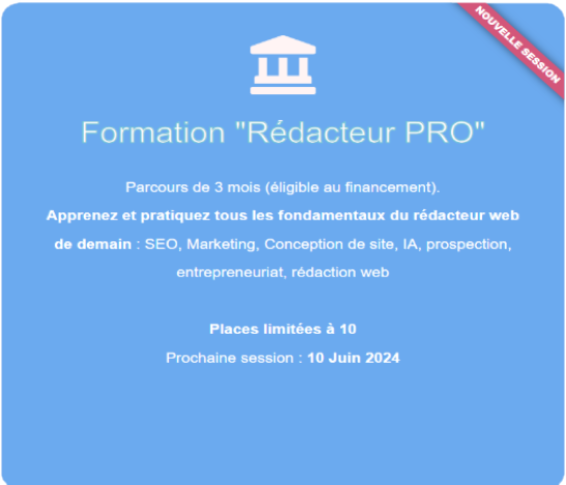 NOUVELLE SESSION
Formation "Rédacteur PRO"
Parcours de 3 mois (éligible au financement).
Apprenez et pratiquez tous les fondamentaux du rédacteur web
de demain : SEO, Marketing, Conception de site, IA, prospection,
entrepreneuriat, rédaction web
Places limitées à 10
Prochaine session : 10 Juin 2024